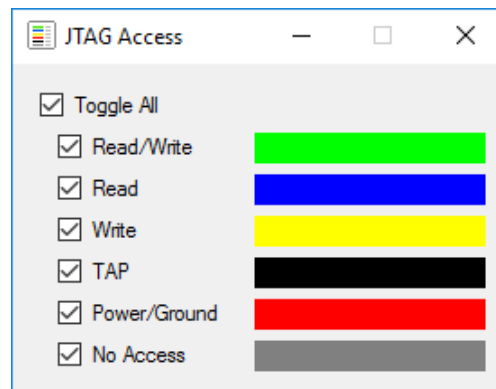 JTAG Access
Toggle All
Read/Write
Read
Write
TAP
Power/Ground
No Access